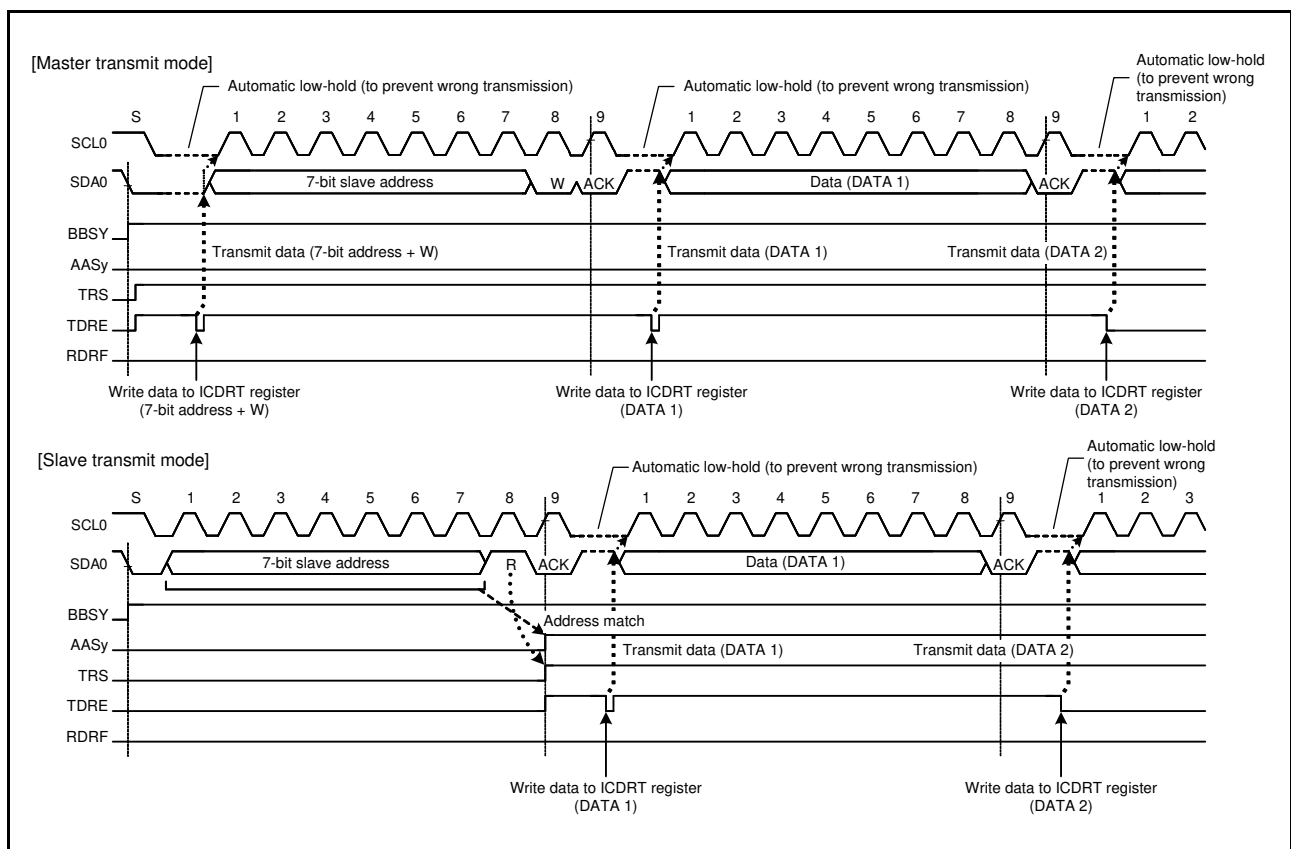 [Master transmit mode]
Automatic low-hold (to prevent wrong transmission)
Automatic low-hold (to prevent wrong transmission)
Automatic low-hold
(to prevent wrong
transmission)
S 1 2 3 4 5 6 7 8 9 1 2 3 4 5 6 7 8 9 1 2
SCL0
SDA0 7-bit slave address W ACK Data (DATA 1) ACK
BBSY
Transmit data (7-bit address + W) Transmit data (DATA 1) Transmit data (DATA 2)
AASy
TRS
TDRE
RDRF
Write data to ICDRT register
(7-bit address + W)
Write data to ICDRT register
(DATA 1)
Write data to ICDRT register
(DATA 2)
[Slave transmit mode]
Automatic low-hold (to prevent wrong transmission)
Automatic low-hold
(to prevent wrong
transmission)
S 1 2 3 4 5 6 7 8 9 1 2 3 4 5 6 7 8 9 1 2 3
SCL0
SDA0 7-bit slave address R ACK Data (DATA 1) ACK
BBSY
Address match
AASy
Transmit data (DATA 1) Transmit data (DATA 2)
TRS
TDRE
RDRF
Write data to ICDRT register
(DATA 1)
Write data to ICDRT register
(DATA 2)